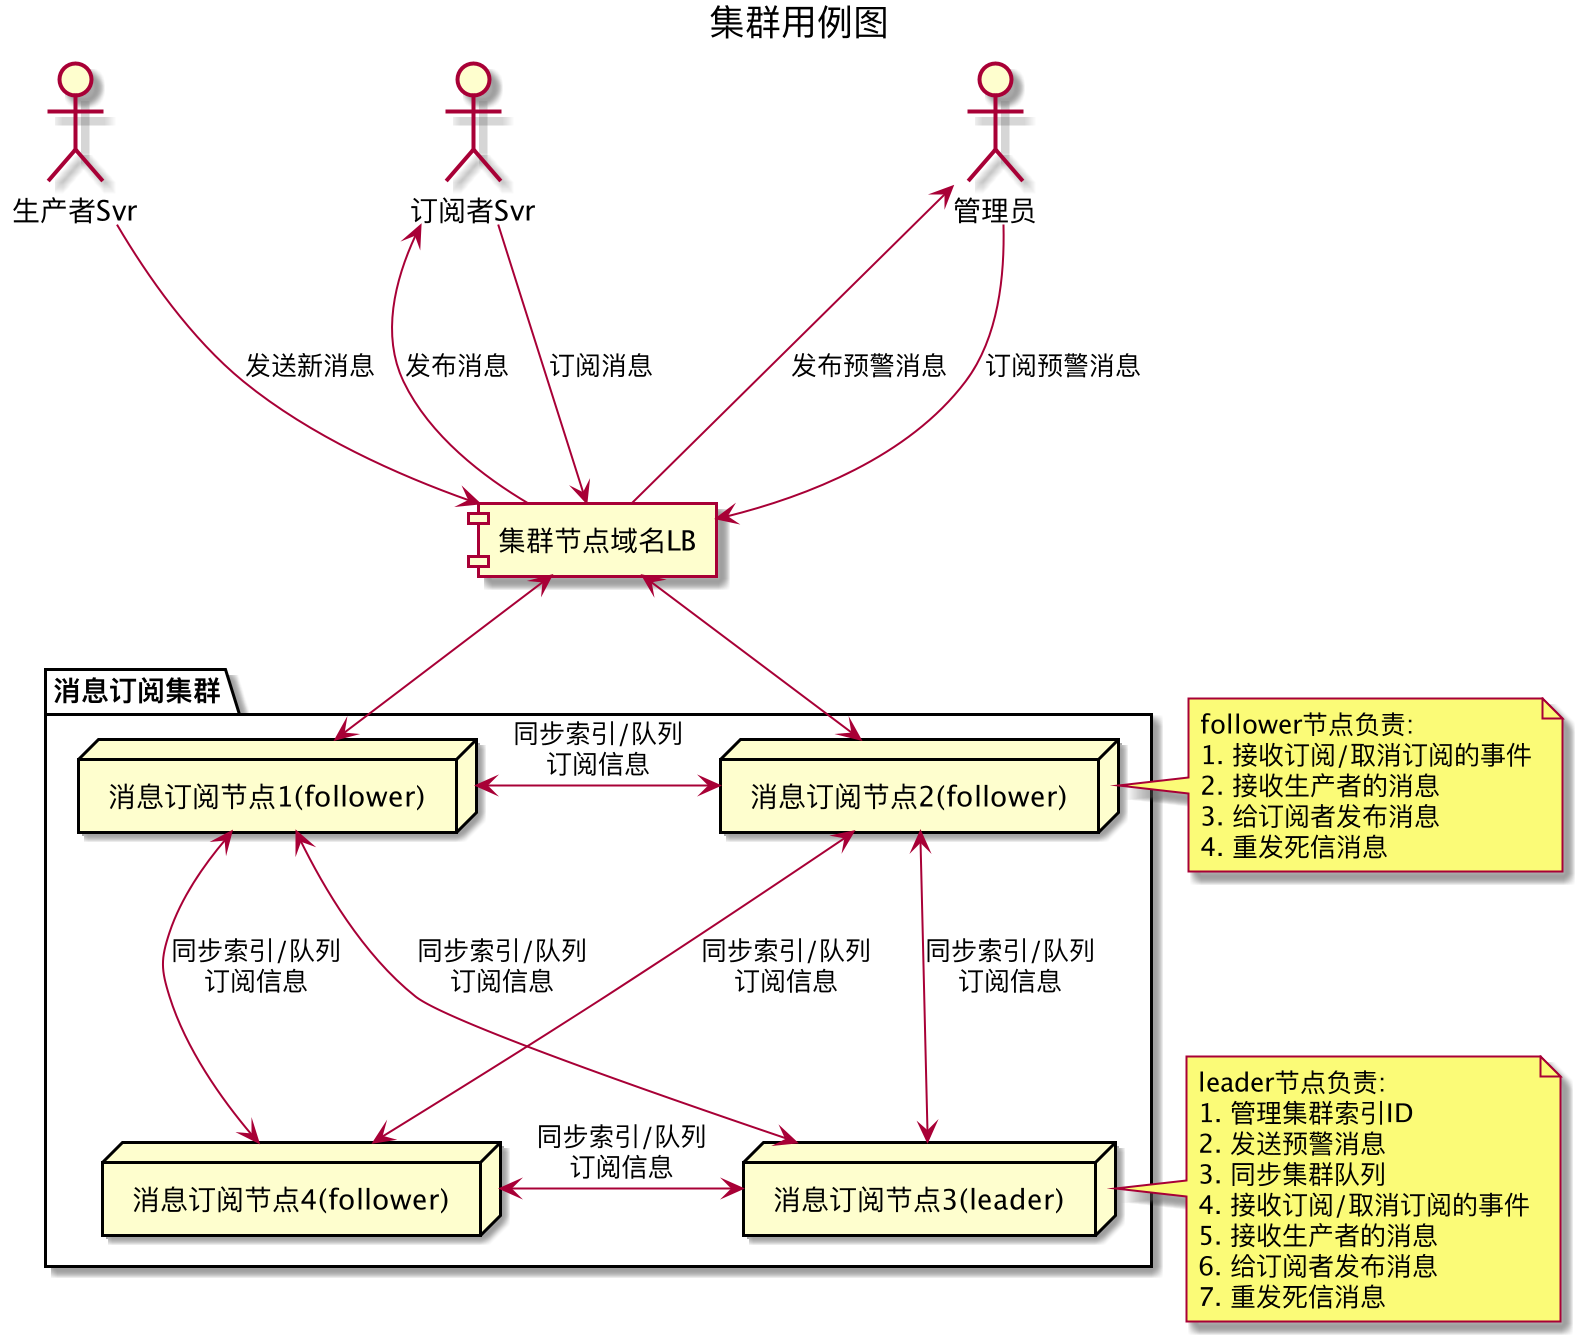 集群用例图
生产者Svr
订阅者Svr
管理员
发送新消息
发布消息
订阅消息
发布预警消息
订阅预警消息
集群节点域名LB
消息订阅集群
同步索引/队列
订阅信息
消息订阅节点1(follower)
消息订阅节点2(follower)
follower节点负责:
1. 接收订阅/取消订阅的事件
2. 接收生产者的消息
3. 给订阅者发布消息
4. 重发死信消息
同步索引/队列
订阅信息
同步索引/队列
订阅信息
同步索引/队列
订阅信息
同步索引/队列
订阅信息
同步索引/队列
订阅信息
消息订阅节点4(follower)
消息订阅节点3(leader)
leader节点负责:
1. 管理集群索引ID
2. 发送预警消息
3. 同步集群队列
4. 接收订阅/取消订阅的事件
5. 接收生产者的消息
6. 给订阅者发布消息
7. 重发死信消息